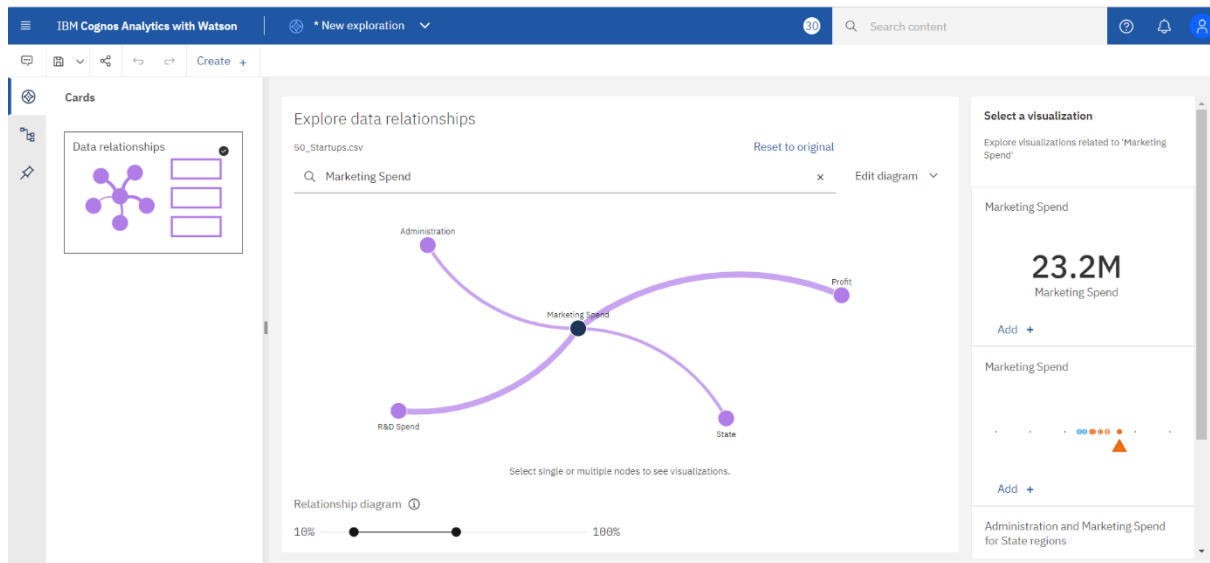 IBM Cognos Analytics with Watson
* New exploration
30
Search content
Create +
Cards
Data relationships
Explore data relationships
50_Startups.csv
Reset to original
Marketing Spend
Edit diagram
Administration
Profit
Marketing Spend
R&D Spend
State
Select single or multiple nodes to see visualizations.
Relationship diagram
10%
100%
Select a visualization
Explore visualizations related to 'Marketing
Spend'
Marketing Spend
23.2M
Marketing Spend
Add +
Marketing Spend
Add +
Administration and Marketing Spend
for State regions